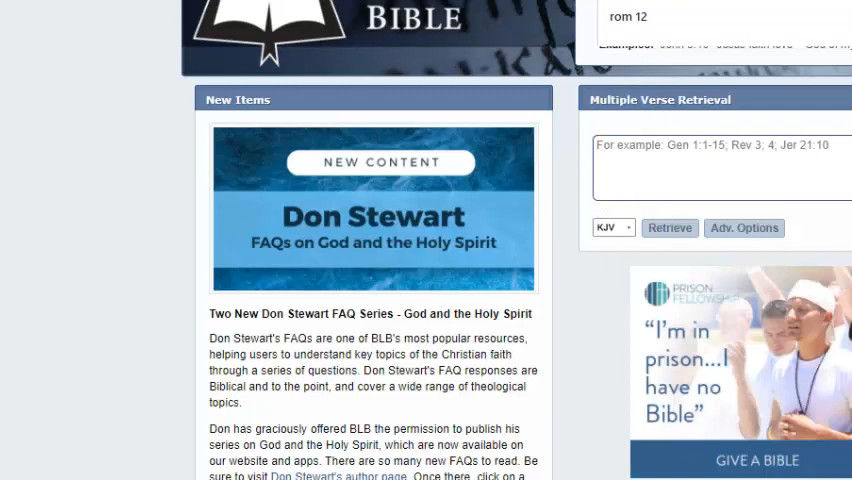 BIBLE
rom 12
New Items
Multiple Verse Retrieval
NEW CONTENT
Don Stewart
FAQs on God and the Holy Spirit
For example: Gen 1:1-15; Rev 3; 4; Jer 21:10
KJV
Retrieve
Adv. Options
Two New Don Stewart FAQ Series - God and the Holy Spirit
Don Stewart's FAQs are one of BLB's most popular resources,
helping users to understand key topics of the Christian faith
through a series of questions. Don Stewart's FAQ responses are
Biblical and to the point, and cover a wide range of theological
topics.
Don has graciously offered BLB the permission to publish his
series on God and the Holy Spirit, which are now available on
our website and apps. There are so many new FAQs to read. Be
sure to visit Don Stewart's author page. Once there, click on a
PRISON
FELLOWSHIP
"I'm in
prison...I
have no
Bible"
GIVE A BIBLE